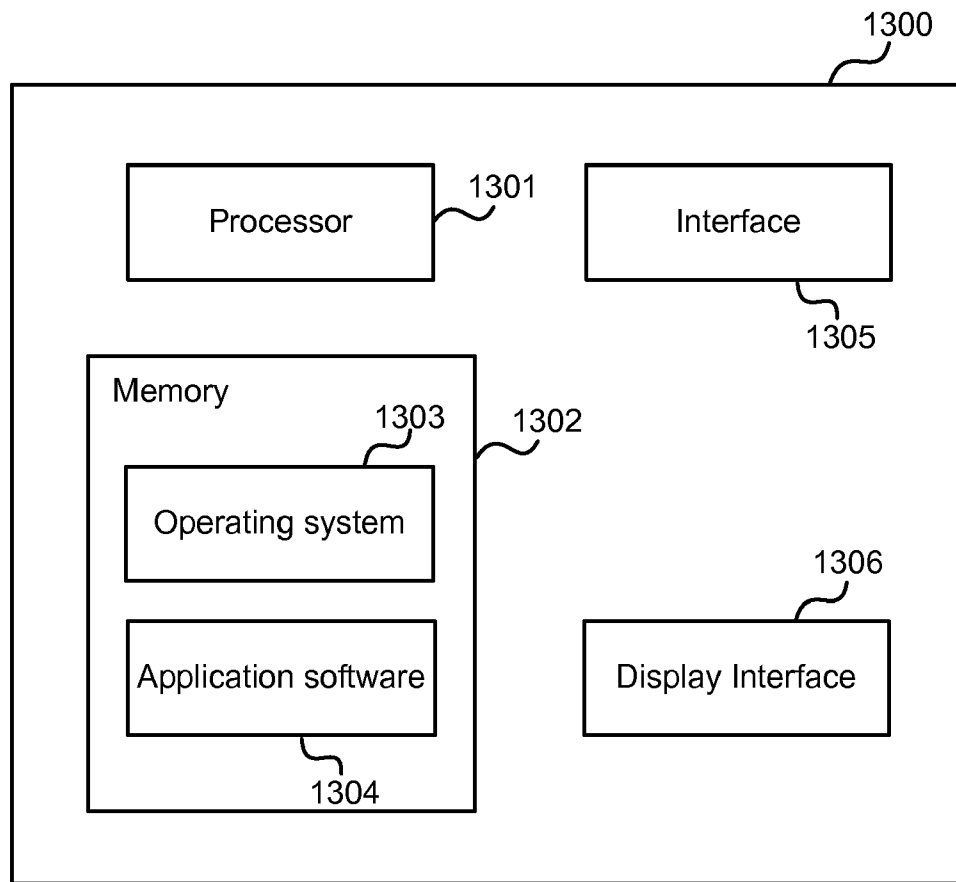 1300
Processor
1301
Interface
1305
Memory
1303
1302
Operating system
1306
Application software
Display Interface
1304